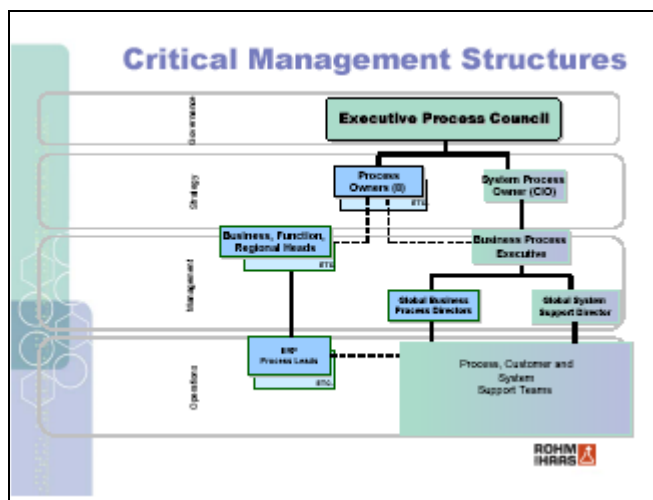 Critical Management Structures
Governance
Executive Process Council
Strategy
Process
Owners (8)
ETC.
System Process
Owner (CIO)
Business, Function,
Regional Heads
ETC.
Business Process
Executive
Management
Global Business
Process Directors
Global System
Support Director
ERP
Process Leads
ETC.
Process, Customer and
System
Support Teams
Operations
ROHM
HAAS